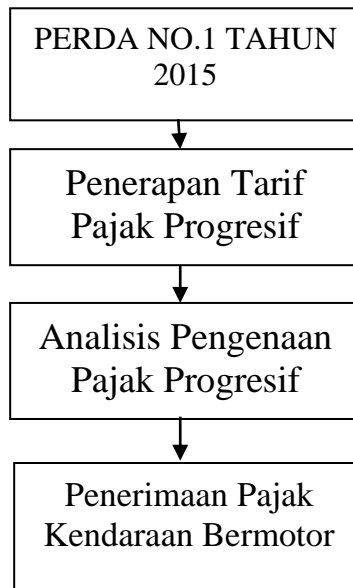 PERDA NO.1 TAHUN
2015
Penerapan Tarif
Pajak Progresif
Analisis Pengenaan
Pajak Progresif
Penerimaan Pajak
Kendaraan Bermotor